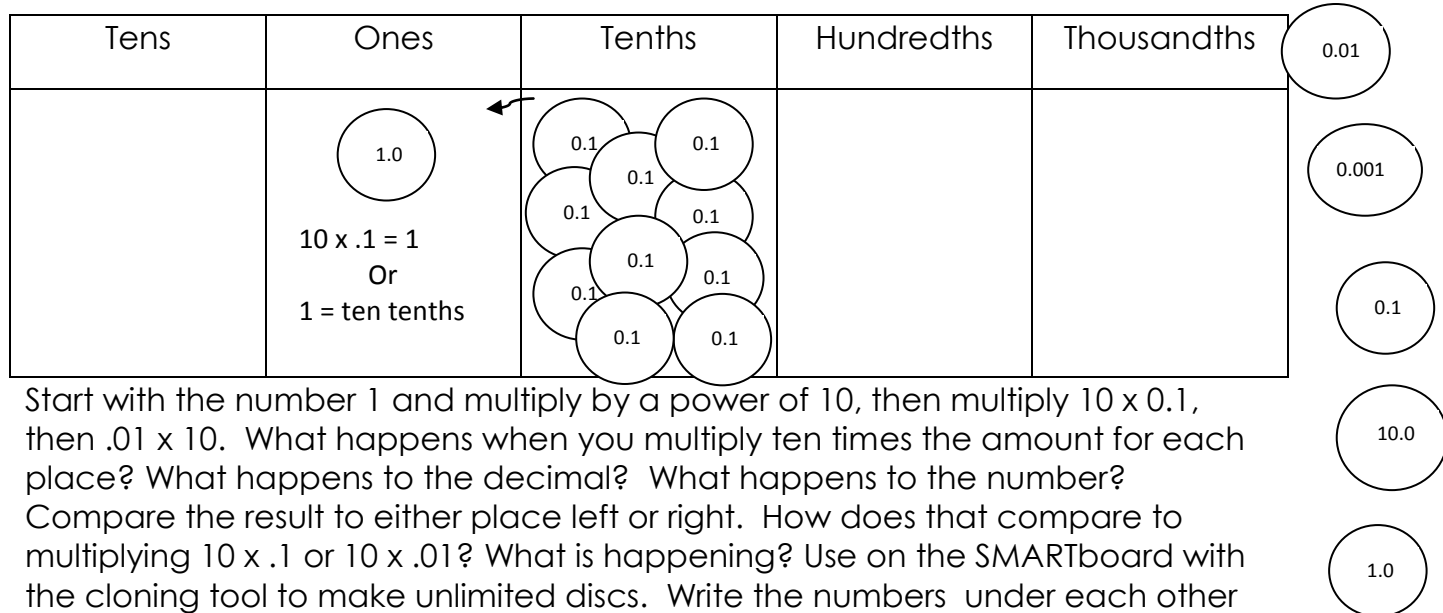 Tens Ones Tenths Hundredths Thousandths
0.01
1.0
0.1 0.1
0.1
0.001
0.1 0.1
10 x .1 = 1
Or
1 = ten tenths
0.1
0.1
0.1
0.1 0.1
0.1
Start with the number 1 and multiply by a power of 10, then multiply 10 x 0.1,
then .01 x 10. What happens when you multiply ten times the amount for each
place? What happens to the decimal? What happens to the number?
Compare the result to either place left or right. How does that compare to
multiplying 10 x .1 or 10 x .01? What is happening? Use on the SMARTboard with
the cloning tool to make unlimited discs. Write the numbers under each other
10.0
1.0